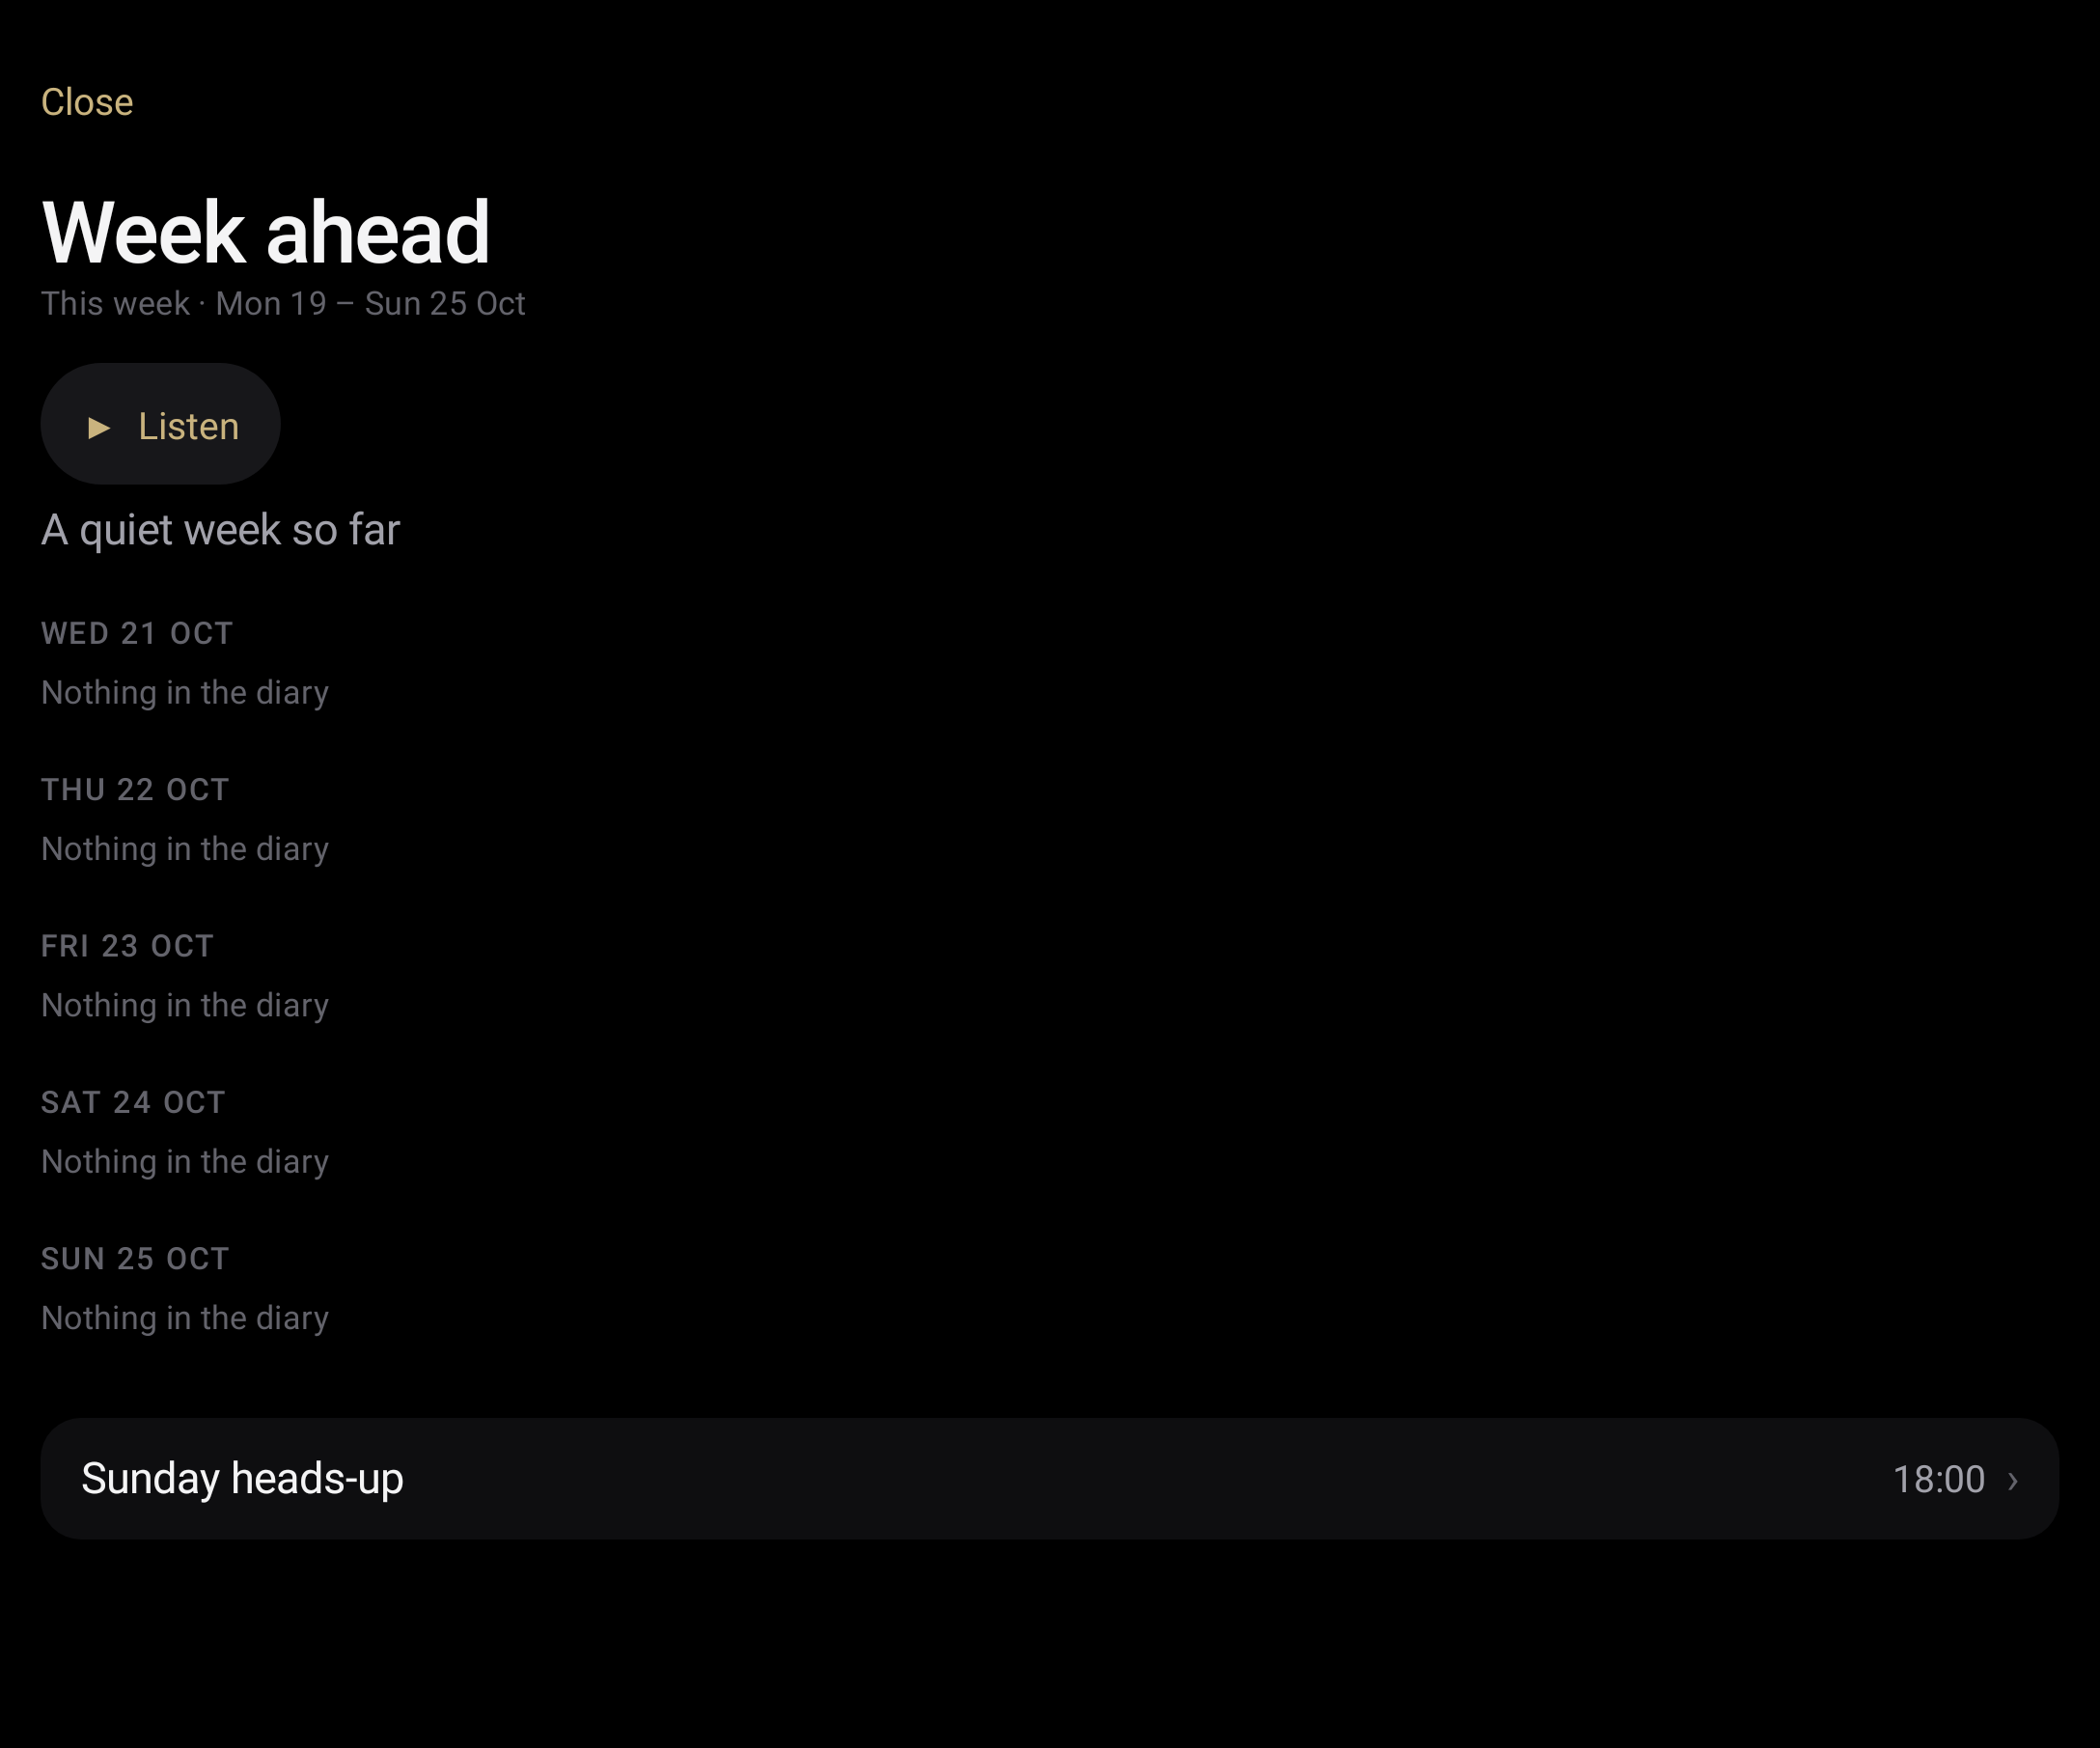 Close
Week ahead
This week · Mon 19 – Sun 25 Oct
▶ Listen
A quiet week so far
WED 21 OCT
Nothing in the diary
THU 22 OCT
Nothing in the diary
FRI 23 OCT
Nothing in the diary
SAT 24 OCT
Nothing in the diary
SUN 25 OCT
Nothing in the diary
Sunday heads-up 18:00 ›